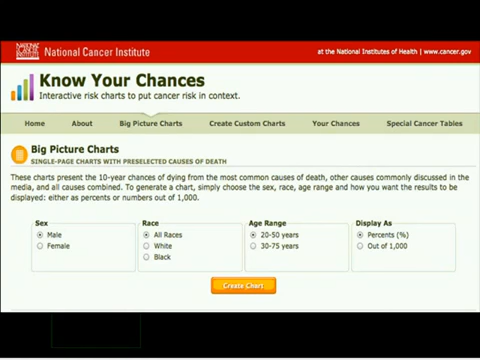 NATIONAL CANCER INSTITUTE
National Cancer Institute
at the National Institutes of Health | www.cancer.gov
Know Your Chances
Interactive risk charts to put cancer risk in context.
Home About Big Picture Charts Create Custom Charts Your Chances Special Cancer Tables
Big Picture Charts
SINGLE-PAGE CHARTS WITH PRESELECTED CAUSES OF DEATH
These charts present the 10-year chances of dying from the most common causes of death, other causes commonly discussed in the
media, and all causes combined. To generate a chart, simply choose the sex, race, age range and how you want the results to be
displayed: either as percents or numbers out of 1,000.
Sex Race Age Range Display As
Male All Races 20-50 years Percents (%)
Female White 30-75 years Out of 1,000
Black
Create Chart